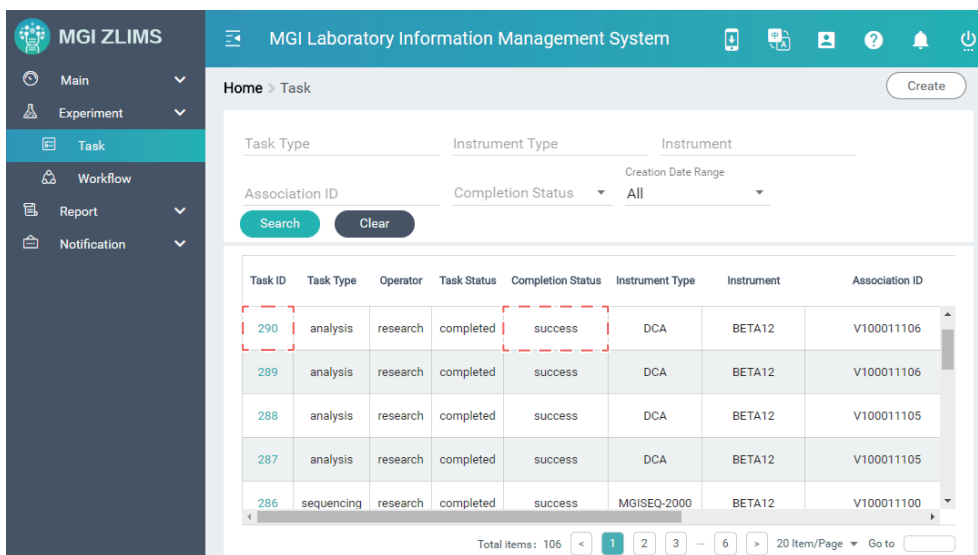 MGI ZLIMS
MGI Laboratory Information Management System
Main
Experiment
Task
Workflow
Report
Notification
Home > Task
Create
Task Type Instrument Type Instrument
Creation Date Range
Association ID Completion Status All
Search Clear
Task ID Task Type Operator Task Status Completion Status Instrument Type Instrument Association ID
290 analysis research completed success DCA BETA12 V100011106
289 analysis research completed success DCA BETA12 V100011106
288 analysis research completed success DCA BETA12 V100011105
287 analysis research completed success DCA BETA12 V100011105
286 sequencing research completed success MGISEQ-2000 BETA12 V100011100
Total items: 106 < 1 2 3 ... 6 > 20 Item/Page Go to